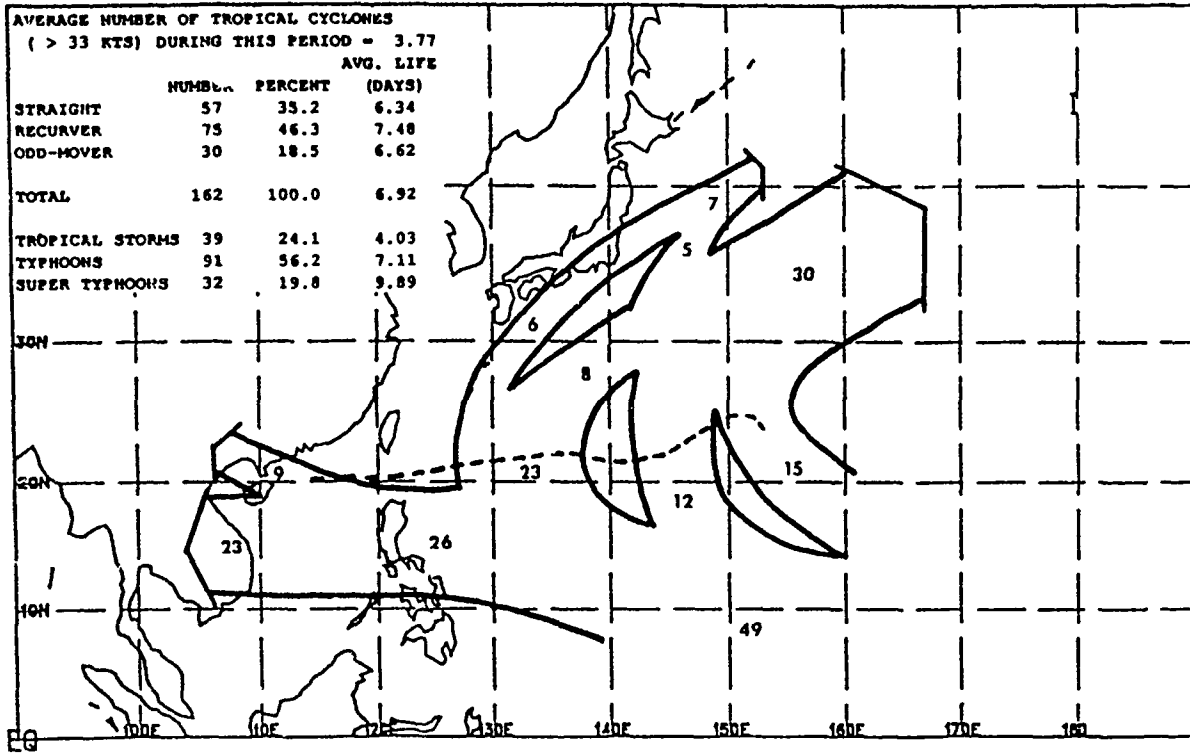 AVERAGE NUMBER OF TROPICAL CYCLONES
( > 33 KTS) DURING THIS PERIOD = 3.77
AVG. LIFE
NUMBER PERCENT (DAYS)
STRAIGHT 57 35.2 6.34
RECURVER 75 46.3 7.48
ODD-MOVER 30 18.5 6.62
TOTAL 162 100.0 6.92
TROPICAL STORMS 39 24.1 4.03
TYPHOONS 91 56.2 7.11
SUPER TYPHOONS 32 19.8 9.89
7
5
30
6
30N
8
9
23
15
20N
12
23
26
10N
49
100E 110E 120E 130E 140E 150E 160E 170E 180
EQ